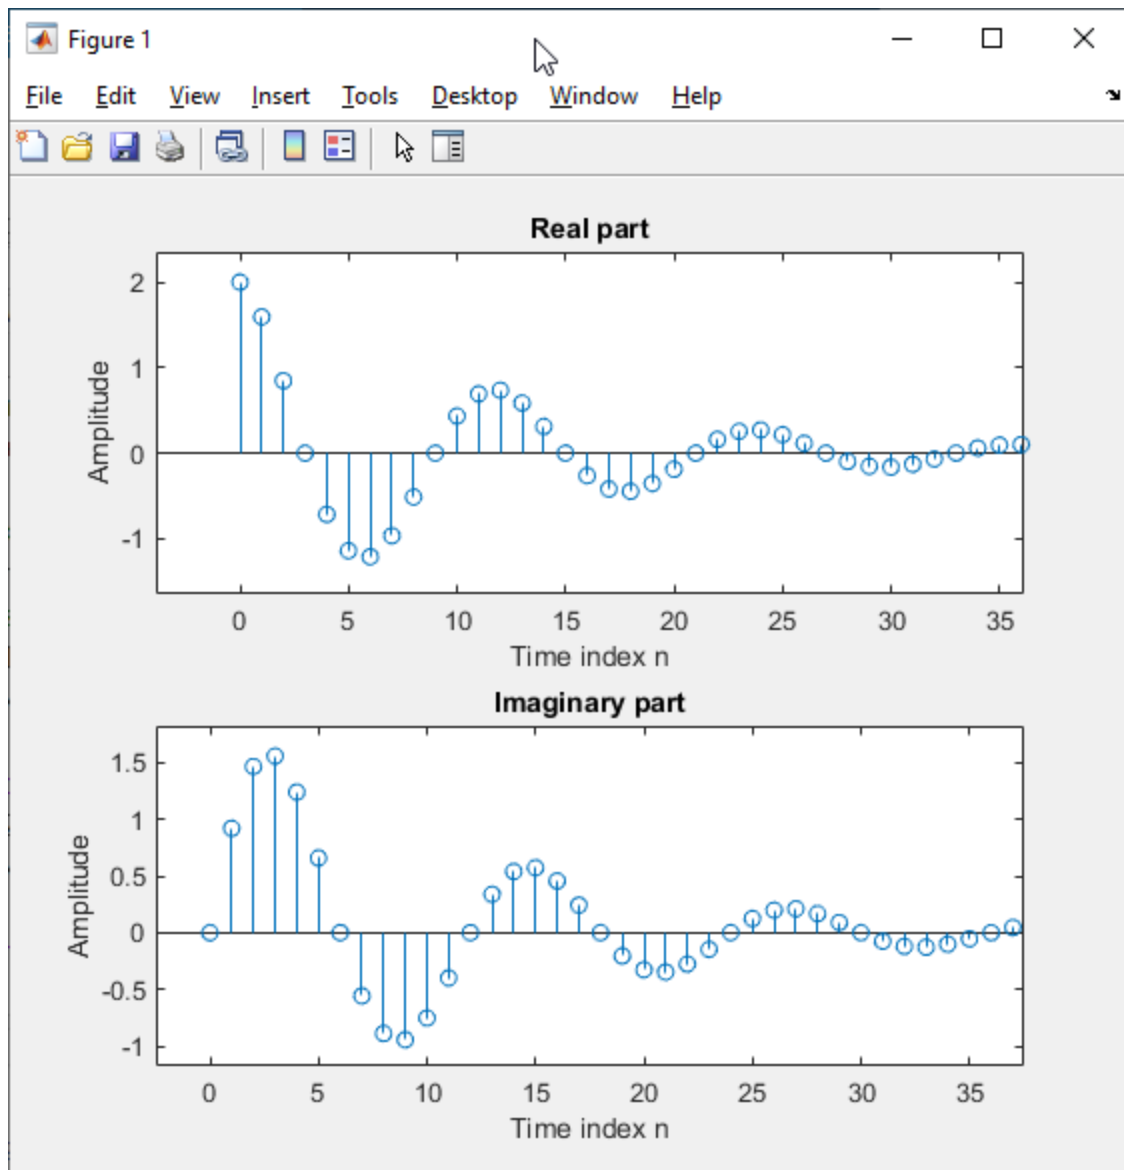 Figure 1
File Edit View Insert Tools Desktop Window Help
Real part
Amplitude
2
1
0
-1
0 5 10 15 20 25 30 35
Time index n
Imaginary part
Amplitude
1.5
1
0.5
0
-0.5
-1
0 5 10 15 20 25 30 35
Time index n